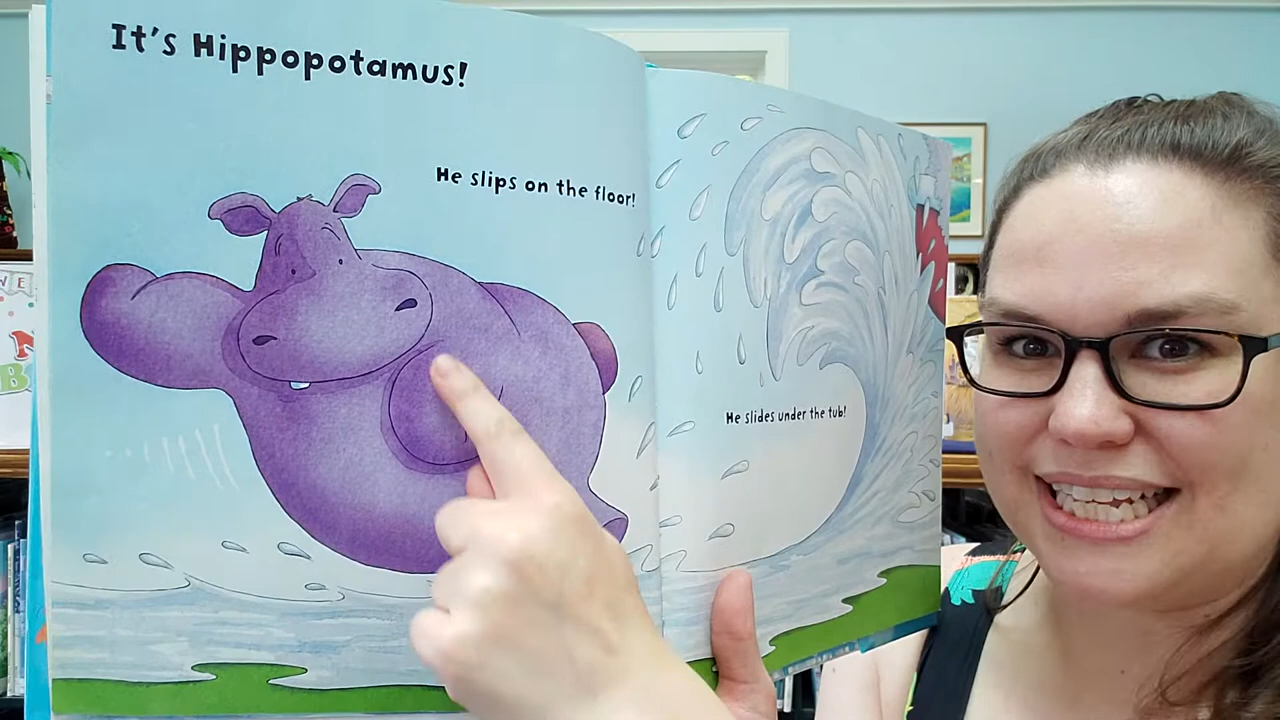 It's Hippopotamus!
He slips on the floor!
He slides under the tub!